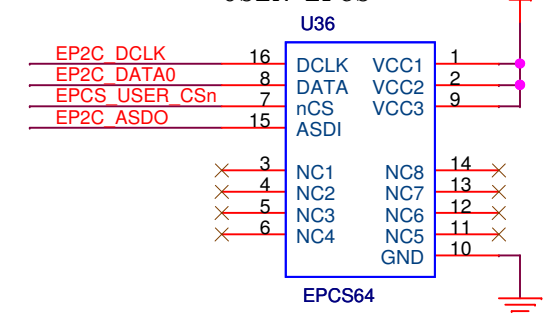 U36
EP2C_DCLK 16 DCLK VCC1 1
EP2C_DATA0 8 DATA VCC2 2
EPCS_USER_CSn 7 nCS VCC3 9
EP2C_ASDO 15 ASDI
3 NC1 NC8 14
4 NC2 NC7 13
5 NC3 NC6 12
6 NC4 NC5 11
GND 10
EPCS64